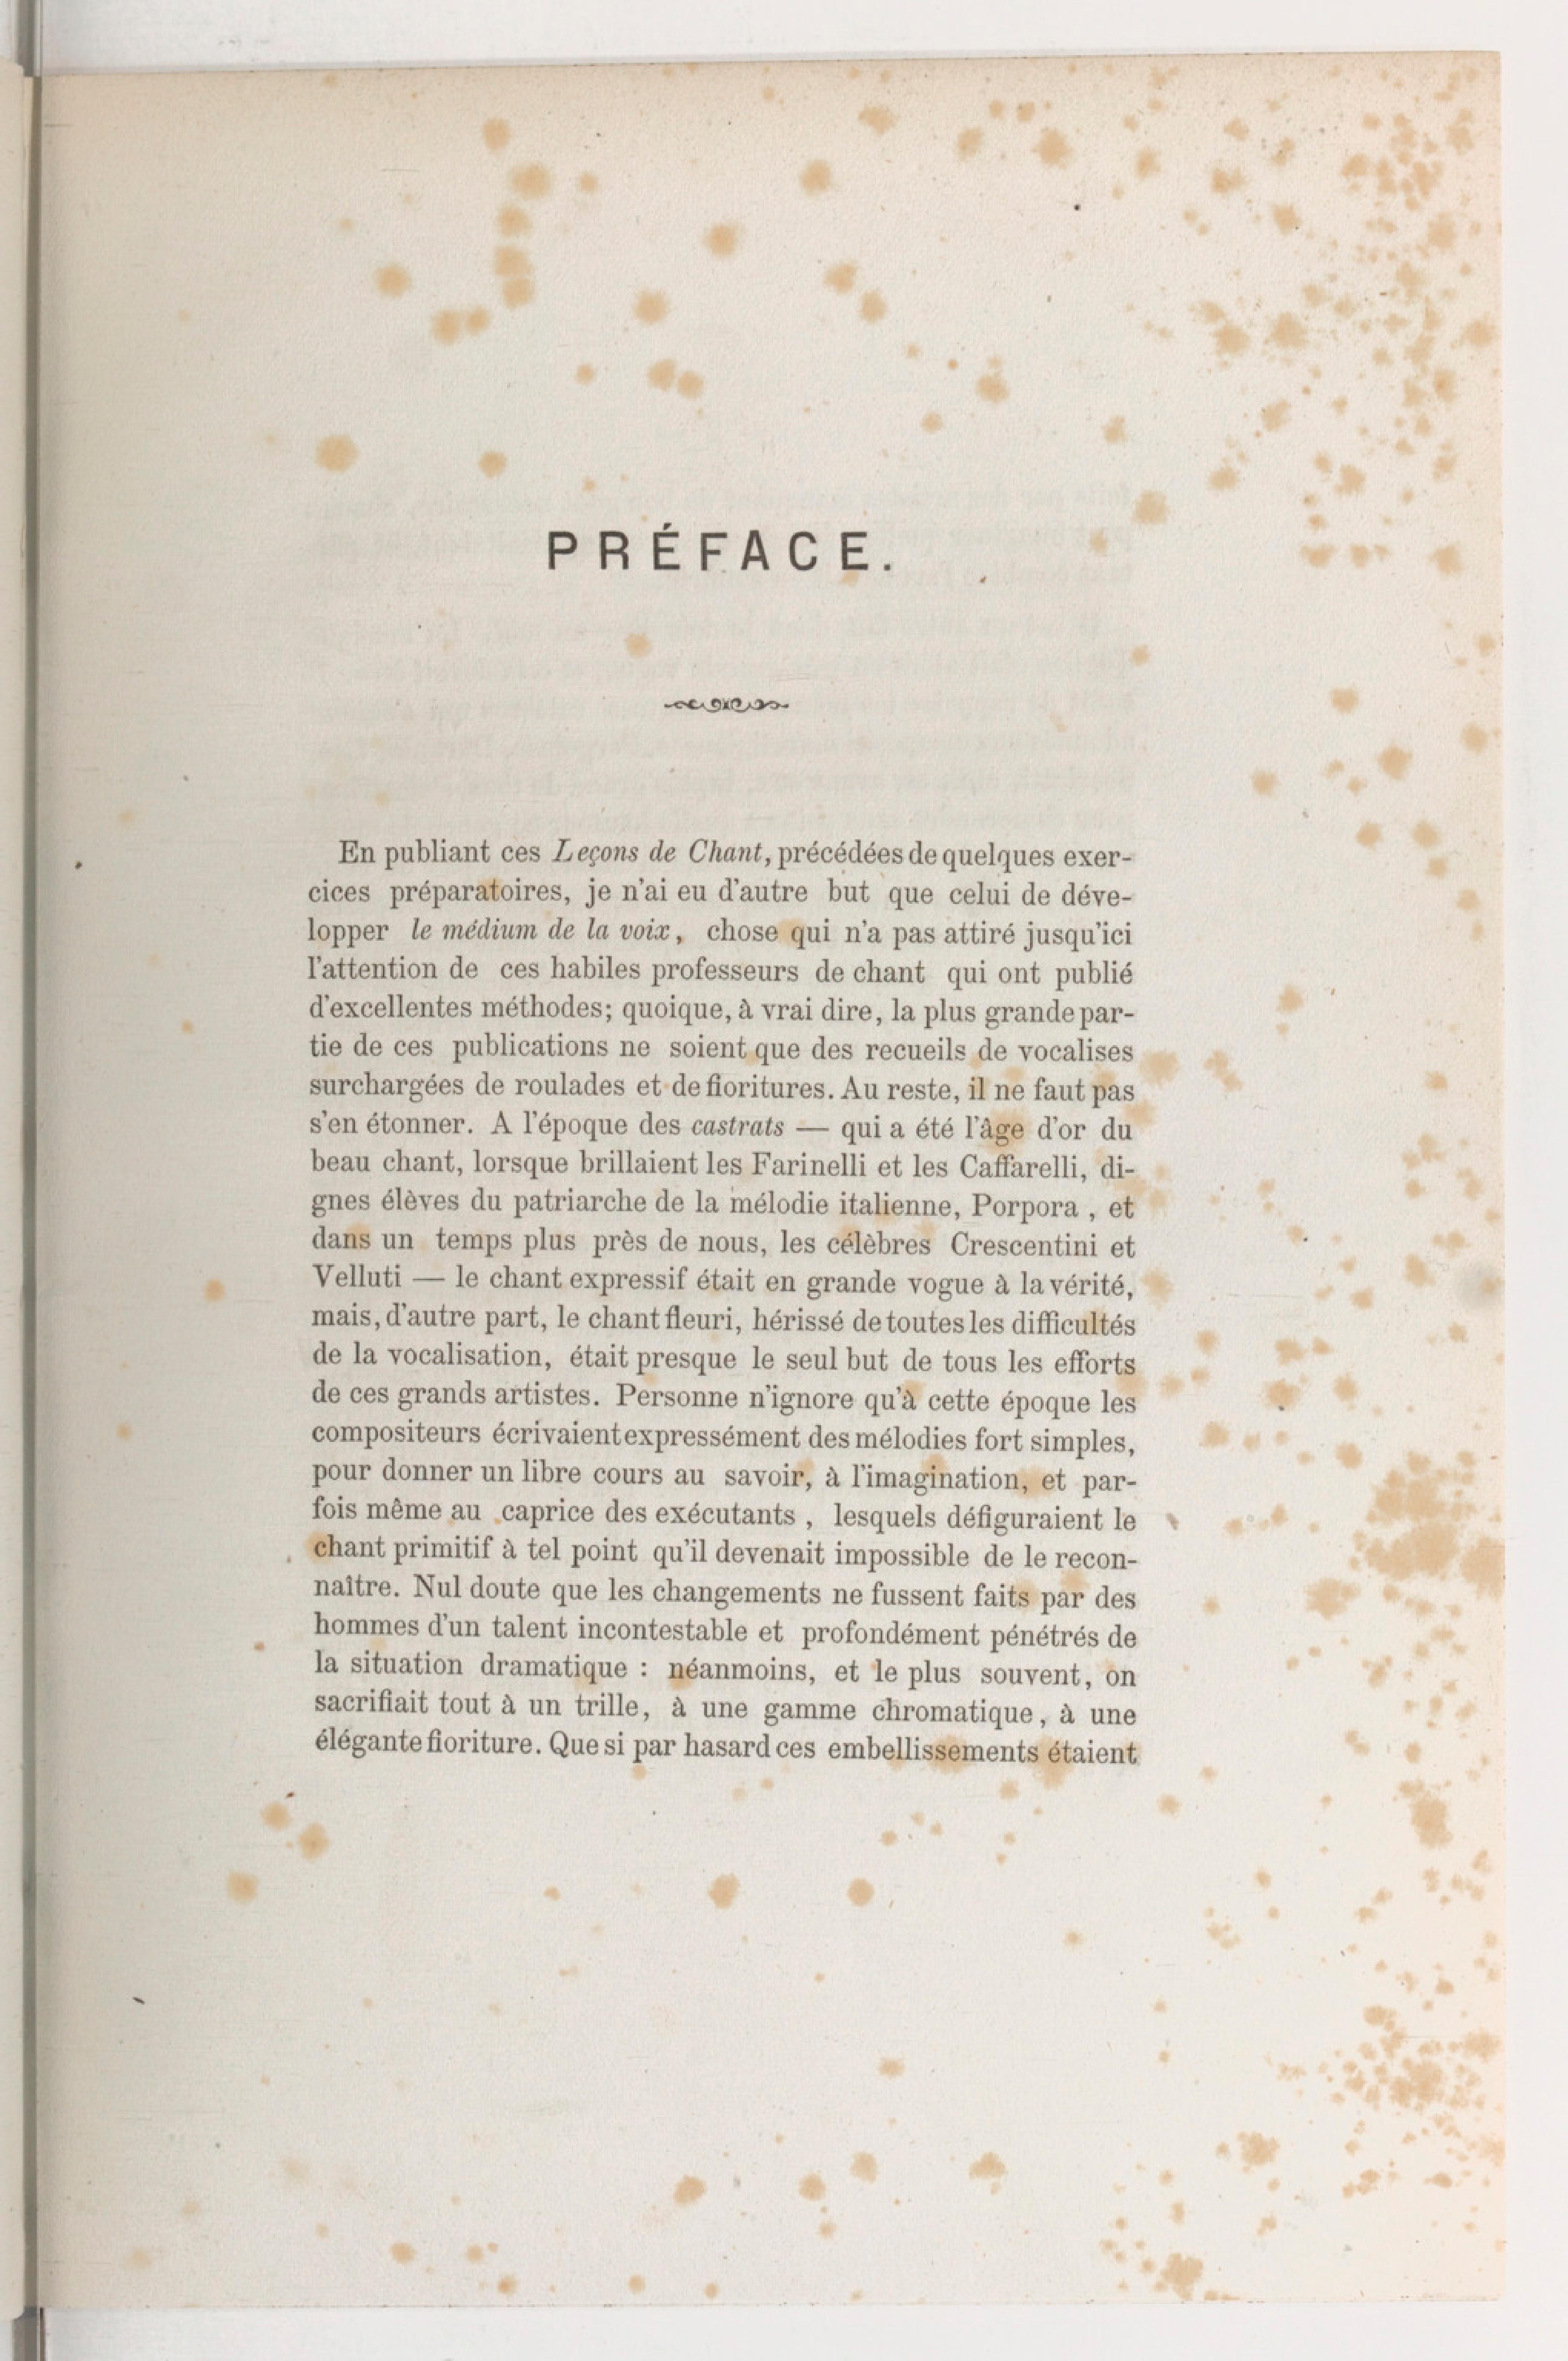 PRÉFACE.
En publiant ces Leçons de Chant, précédées de quelques exer-
cices préparatoires, je n'ai eu d'autre but que celui de déve-
lopper le médium de la voix, chose qui n'a pas attiré jusqu'ici
l'attention de ces habiles professeurs de chant qui ont publié
d'excellentes méthodes; quoique, à vrai dire, la plus grande par-
tie de ces publications ne soient que des recueils de vocalises
surchargées de roulades et de fioritures. Au reste, il ne faut pas
s'en étonner. A l'époque des castrats — qui a été l'âge d'or du
beau chant, lorsque brillaient les Farinelli et les Caffarelli, di-
gnes élèves du patriarche de la mélodie italienne, Porpora , et
dans un temps plus près de nous, les célèbres Crescentini et
Velluti — le chant expressif était en grande vogue à la vérité,
mais, d'autre part, le chant fleuri, hérissé de toutes les difficultés
de la vocalisation, était presque le seul but de tous les efforts
de ces grands artistes. Personne n'ignore qu'à cette époque les
compositeurs écrivaient expressément des mélodies fort simples,
pour donner un libre cours au savoir, à l'imagination, et par-
fois même au caprice des exécutants , lesquels défiguraient le
chant primitif à tel point qu'il devenait impossible de le recon-
naître. Nul doute que les changements ne fussent faits par des
hommes d'un talent incontestable et profondément pénétrés de
la situation dramatique : néanmoins, et le plus souvent, on
sacrifiait tout à un trille, à une gamme chromatique, à une
élégante fioriture. Que si par hasard ces embellissements étaient